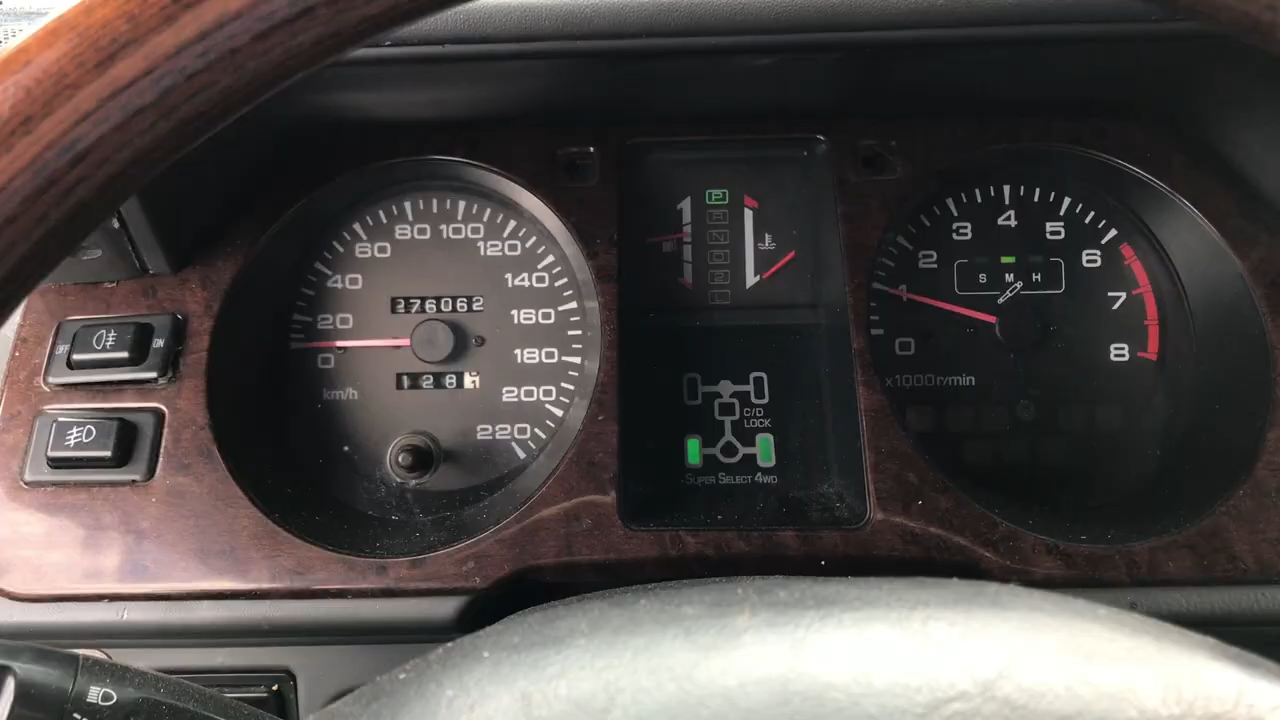 OFF
ON
0
20
40
60
80
100
120
140
160
180
200
220
km/h
276062
128
P
R
N
D
2
L
C/D
LOCK
SUPER SELECT 4WD
0
1
2
3
4
5
6
7
8
S M H
x1000r/min